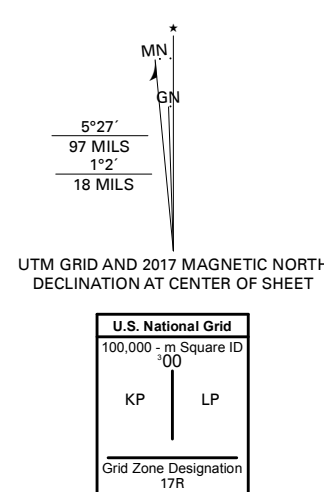 ★
MN
GN
5°27´
97 MILS
1°2´
18 MILS
UTM GRID AND 2017 MAGNETIC NORTH
DECLINATION AT CENTER OF SHEET
U.S. National Grid
100,000 - m Square ID
³00
KP LP
Grid Zone Designation
17R